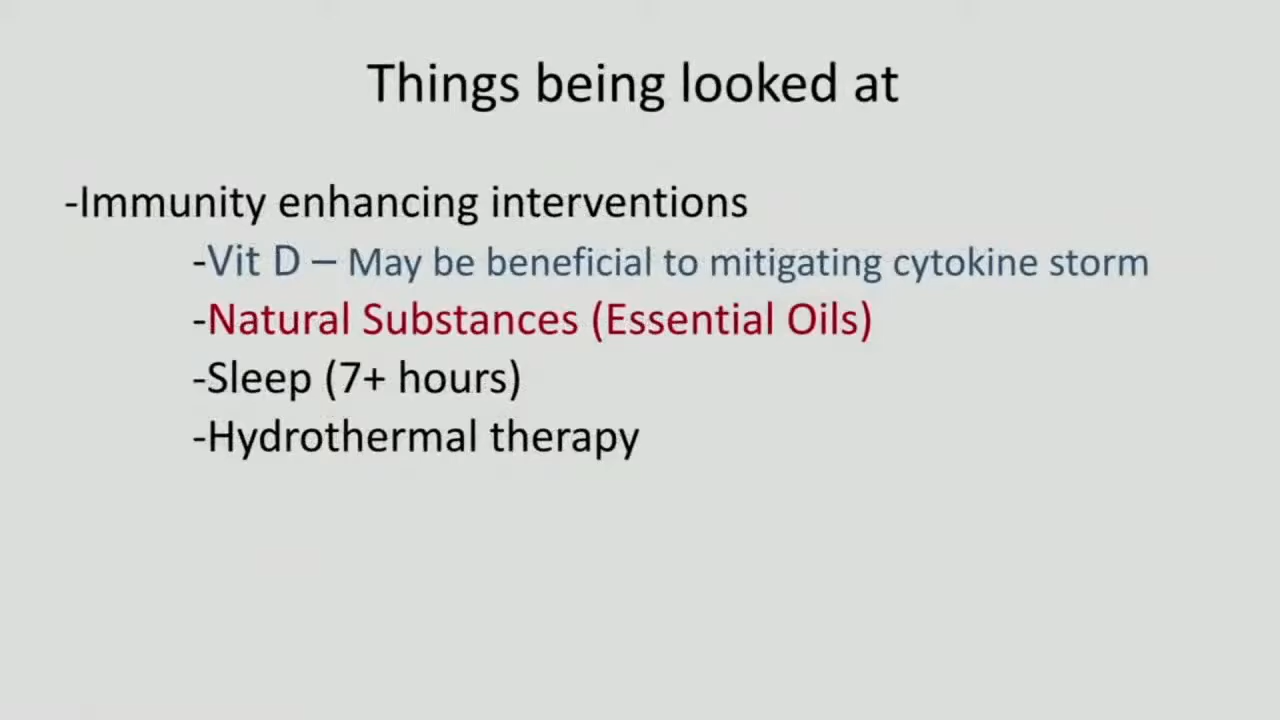 Things being looked at
-Immunity enhancing interventions
-Vit D – May be beneficial to mitigating cytokine storm
-Natural Substances (Essential Oils)
-Sleep (7+ hours)
-Hydrothermal therapy